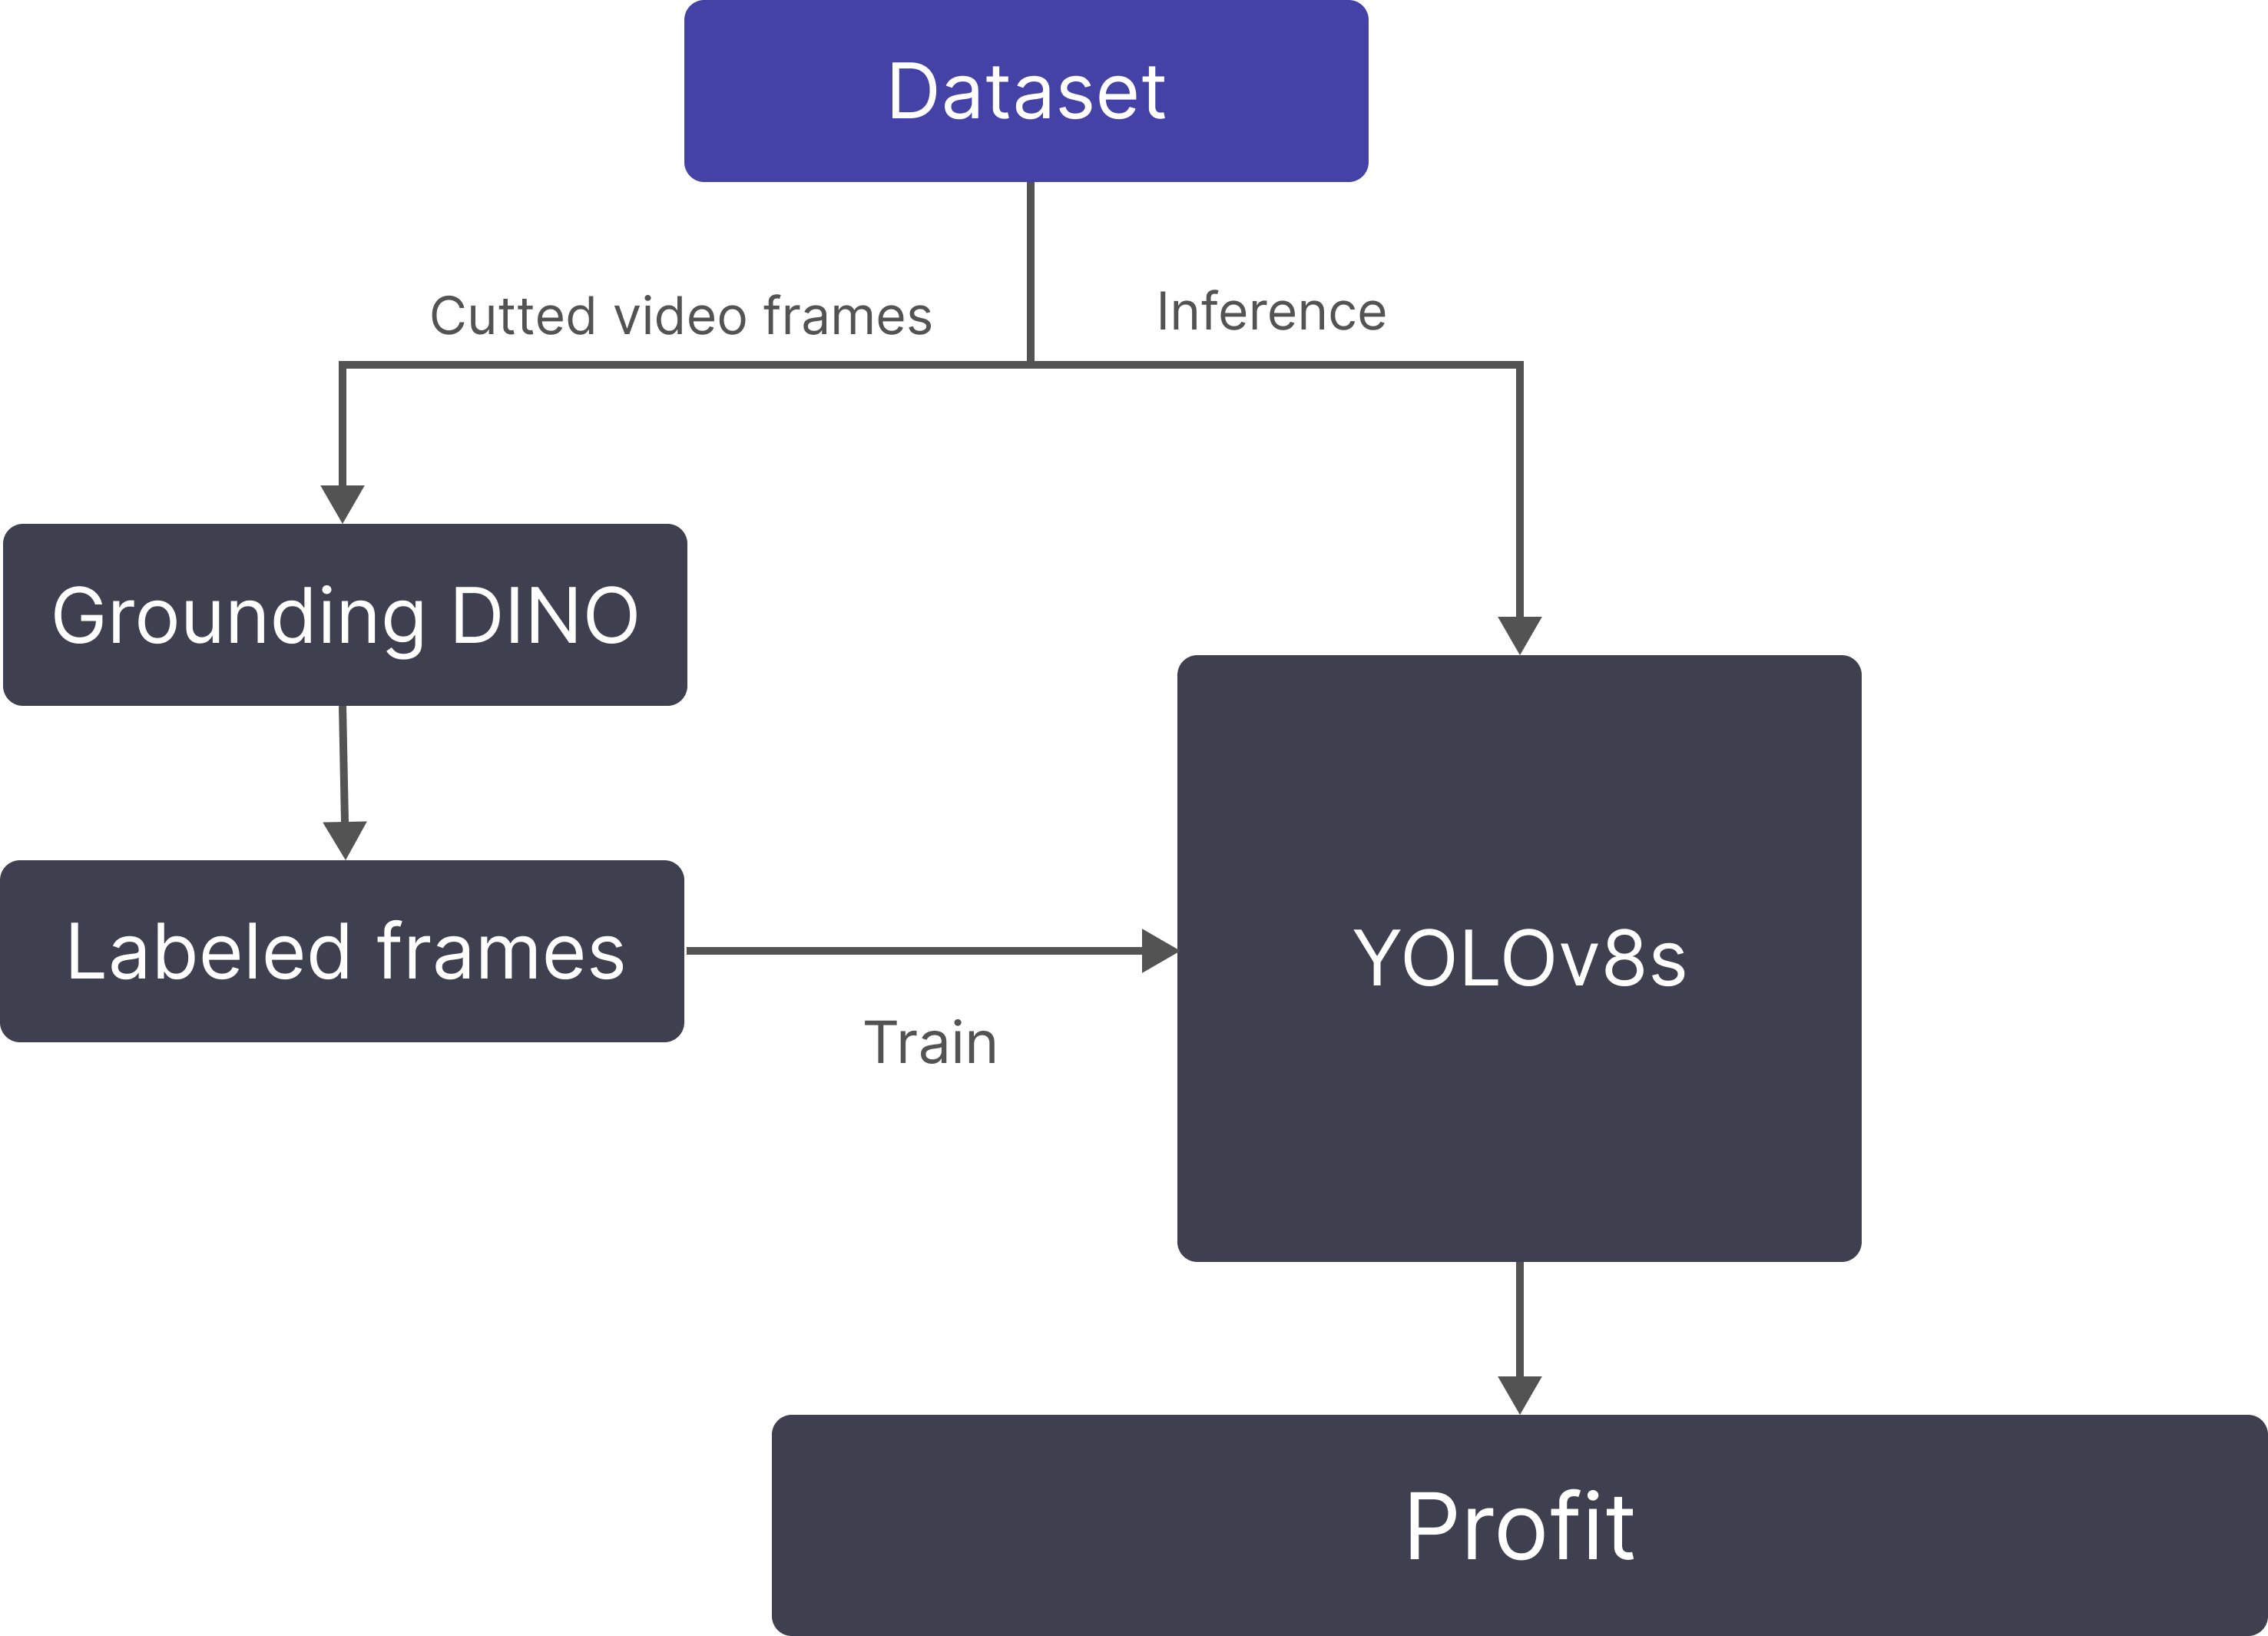 Dataset
Cutted video frames
Inference
Grounding DINO
Labeled frames
Train
YOLOv8s
Profit